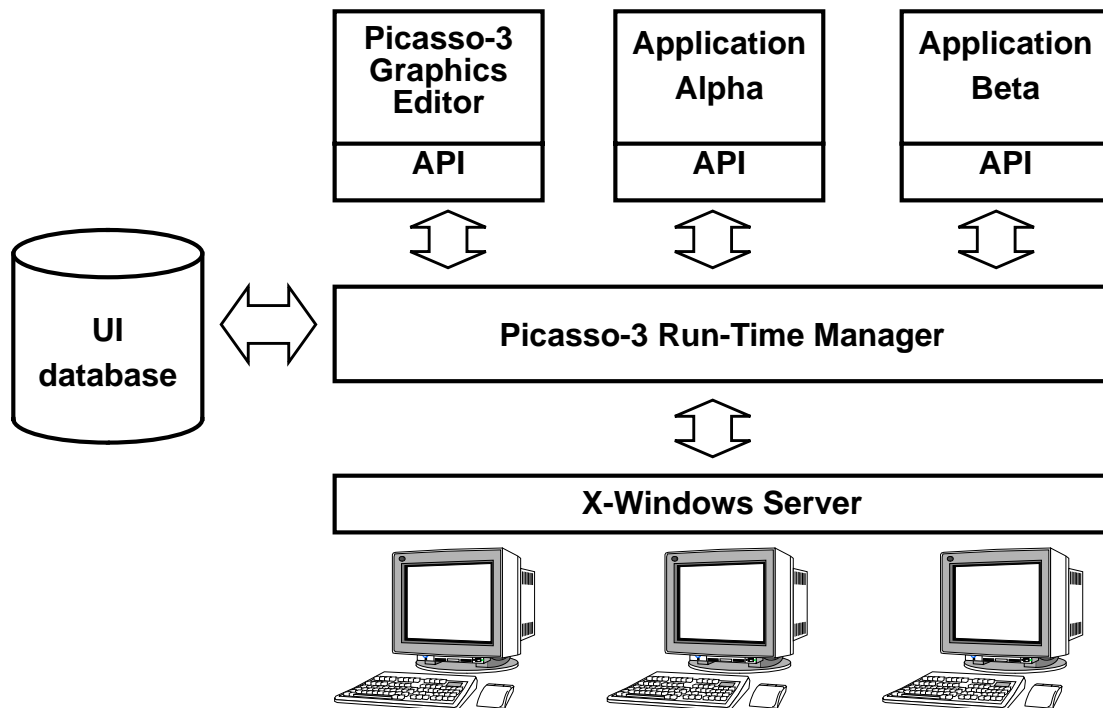 Picasso-3
Graphics
Editor
API
Application
Alpha
API
Application
Beta
API
UI
database
Picasso-3 Run-Time Manager
X-Windows Server